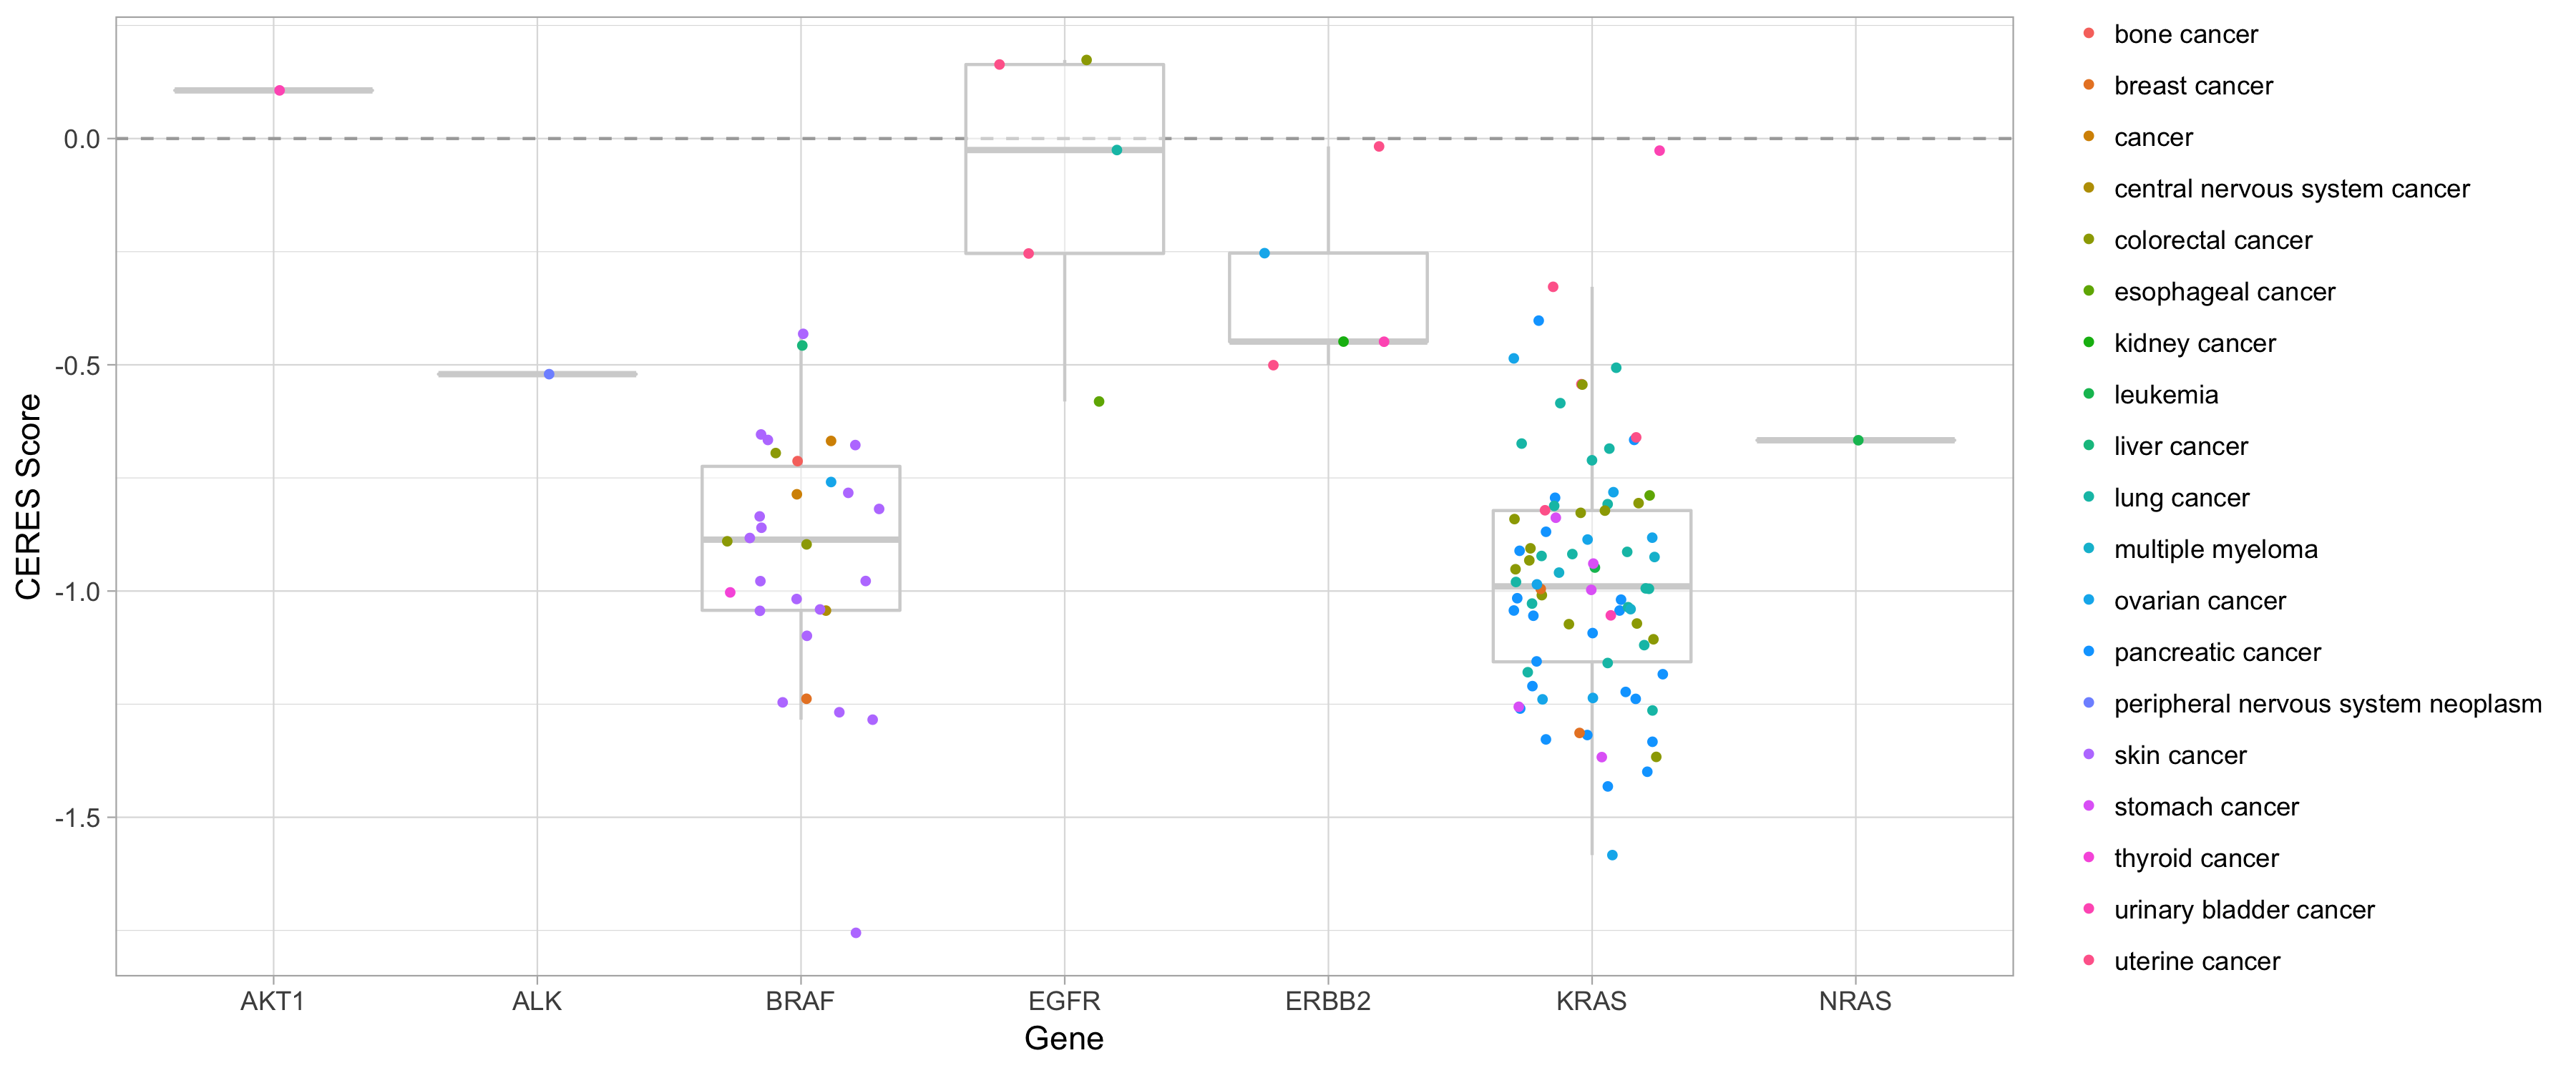 CERES Score
0.0
-0.5
-1.0
-1.5
AKT1
ALK
BRAF
EGFR
ERBB2
KRAS
NRAS
Gene
bone cancer
breast cancer
cancer
central nervous system cancer
colorectal cancer
esophageal cancer
kidney cancer
leukemia
liver cancer
lung cancer
multiple myeloma
ovarian cancer
pancreatic cancer
peripheral nervous system neoplasm
skin cancer
stomach cancer
thyroid cancer
urinary bladder cancer
uterine cancer